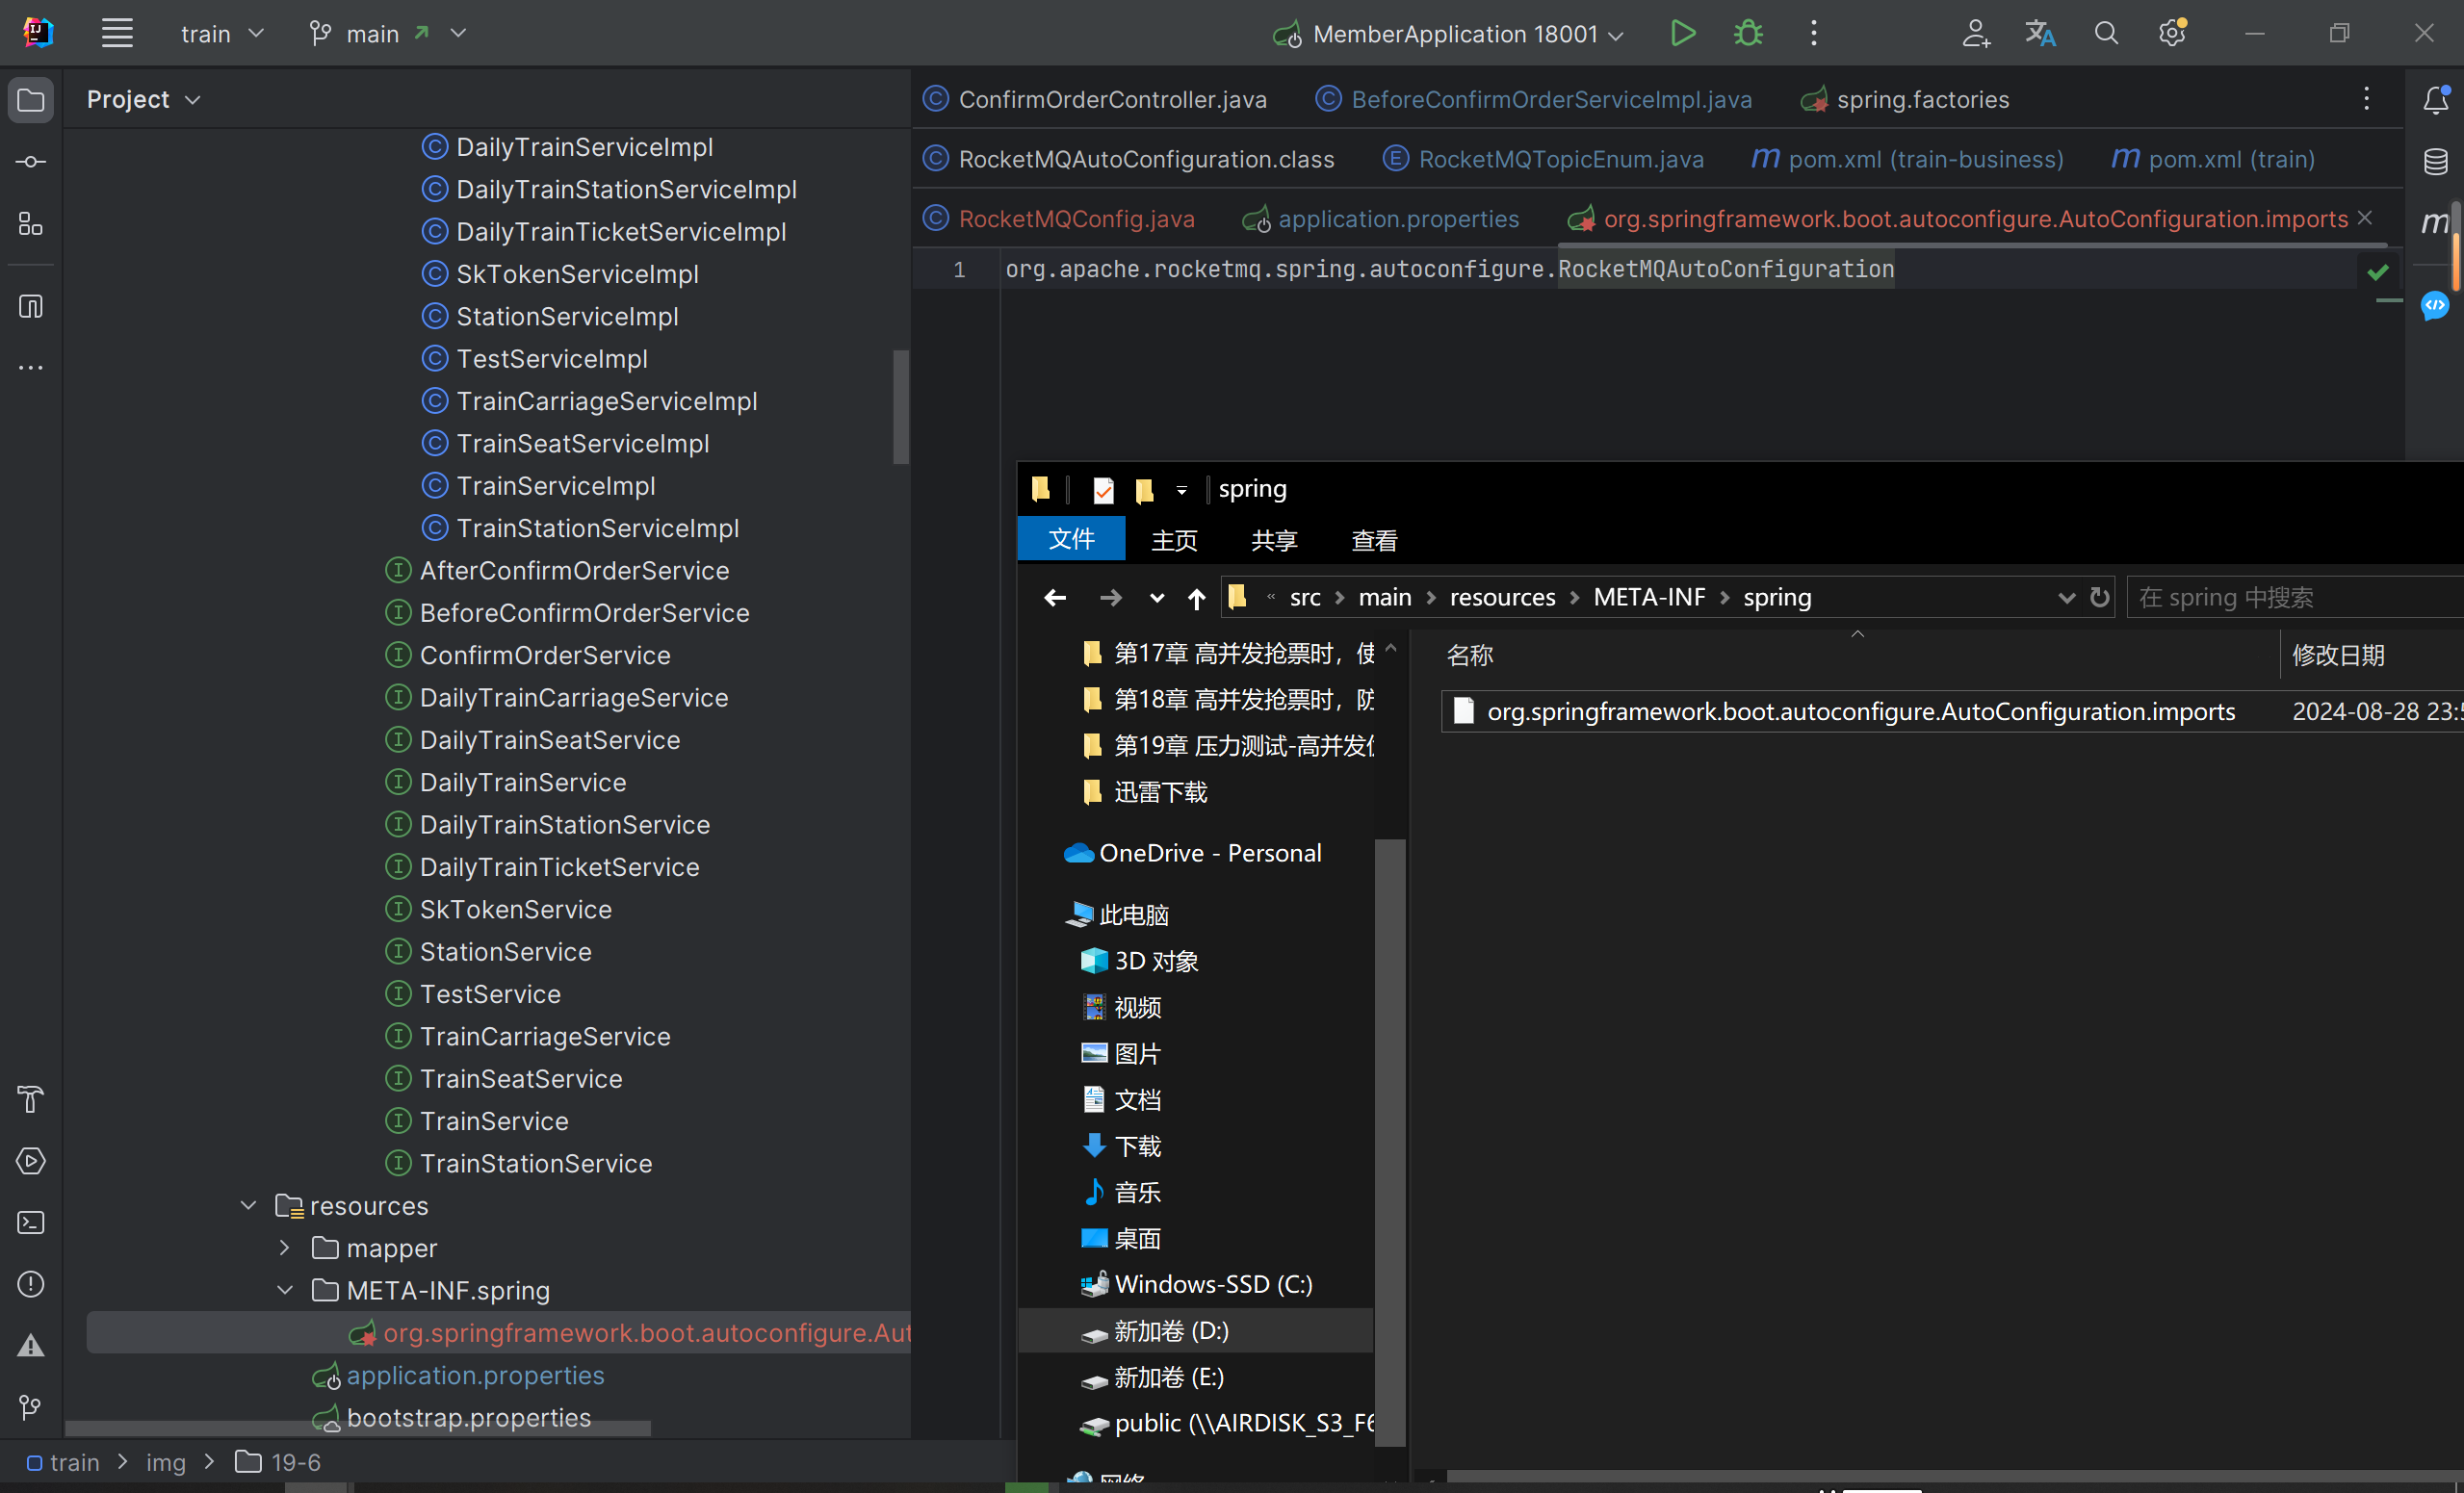 train
main
MemberApplication 18001
Project
DailyTrainServiceImpl
DailyTrainStationServiceImpl
DailyTrainTicketServiceImpl
SkTokenServiceImpl
StationServiceImpl
TestServiceImpl
TrainCarriageServiceImpl
TrainSeatServiceImpl
TrainServiceImpl
TrainStationServiceImpl
AfterConfirmOrderService
BeforeConfirmOrderService
ConfirmOrderService
DailyTrainCarriageService
DailyTrainSeatService
DailyTrainService
DailyTrainStationService
DailyTrainTicketService
SkTokenService
StationService
TestService
TrainCarriageService
TrainSeatService
TrainService
TrainStationService
resources
mapper
META-INF.spring
org.springframework.boot.autoconfigure.Aut
application.properties
bootstrap.properties
ConfirmOrderController.java
BeforeConfirmOrderServiceImpl.java
spring.factories
RocketMQAutoConfiguration.class
RocketMQTopicEnum.java
pom.xml (train-business)
pom.xml (train)
RocketMQConfig.java
application.properties
org.springframework.boot.autoconfigure.AutoConfiguration.imports
1 org.apache.rocketmq.spring.autoconfigure.RocketMQAutoConfiguration
spring
文件 主页 共享 查看
« src › main › resources › META-INF › spring
在 spring 中搜索
第17章 高并发抢票时，使
第18章 高并发抢票时，防
第19章 压力测试-高并发优
迅雷下载
OneDrive - Personal
此电脑
3D 对象
视频
图片
文档
下载
音乐
桌面
Windows-SSD (C:)
新加卷 (D:)
新加卷 (E:)
public (\\AIRDISK_S3_F6
网络
名称 修改日期
org.springframework.boot.autoconfigure.AutoConfiguration.imports 2024-08-28 23:5
train > img > 19-6